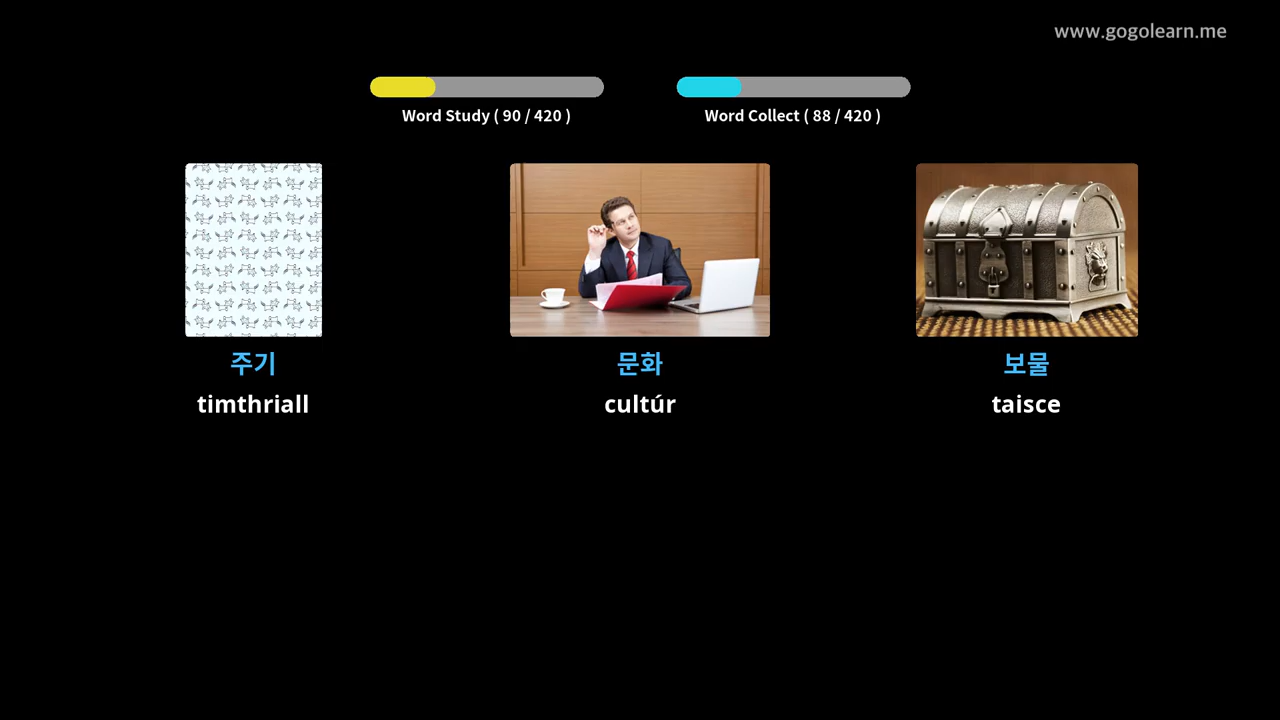 www.gogolearn.me
Word Study ( 90 / 420 )
Word Collect ( 88 / 420 )
주기
문화
보물
timthriall
cultúr
taisce